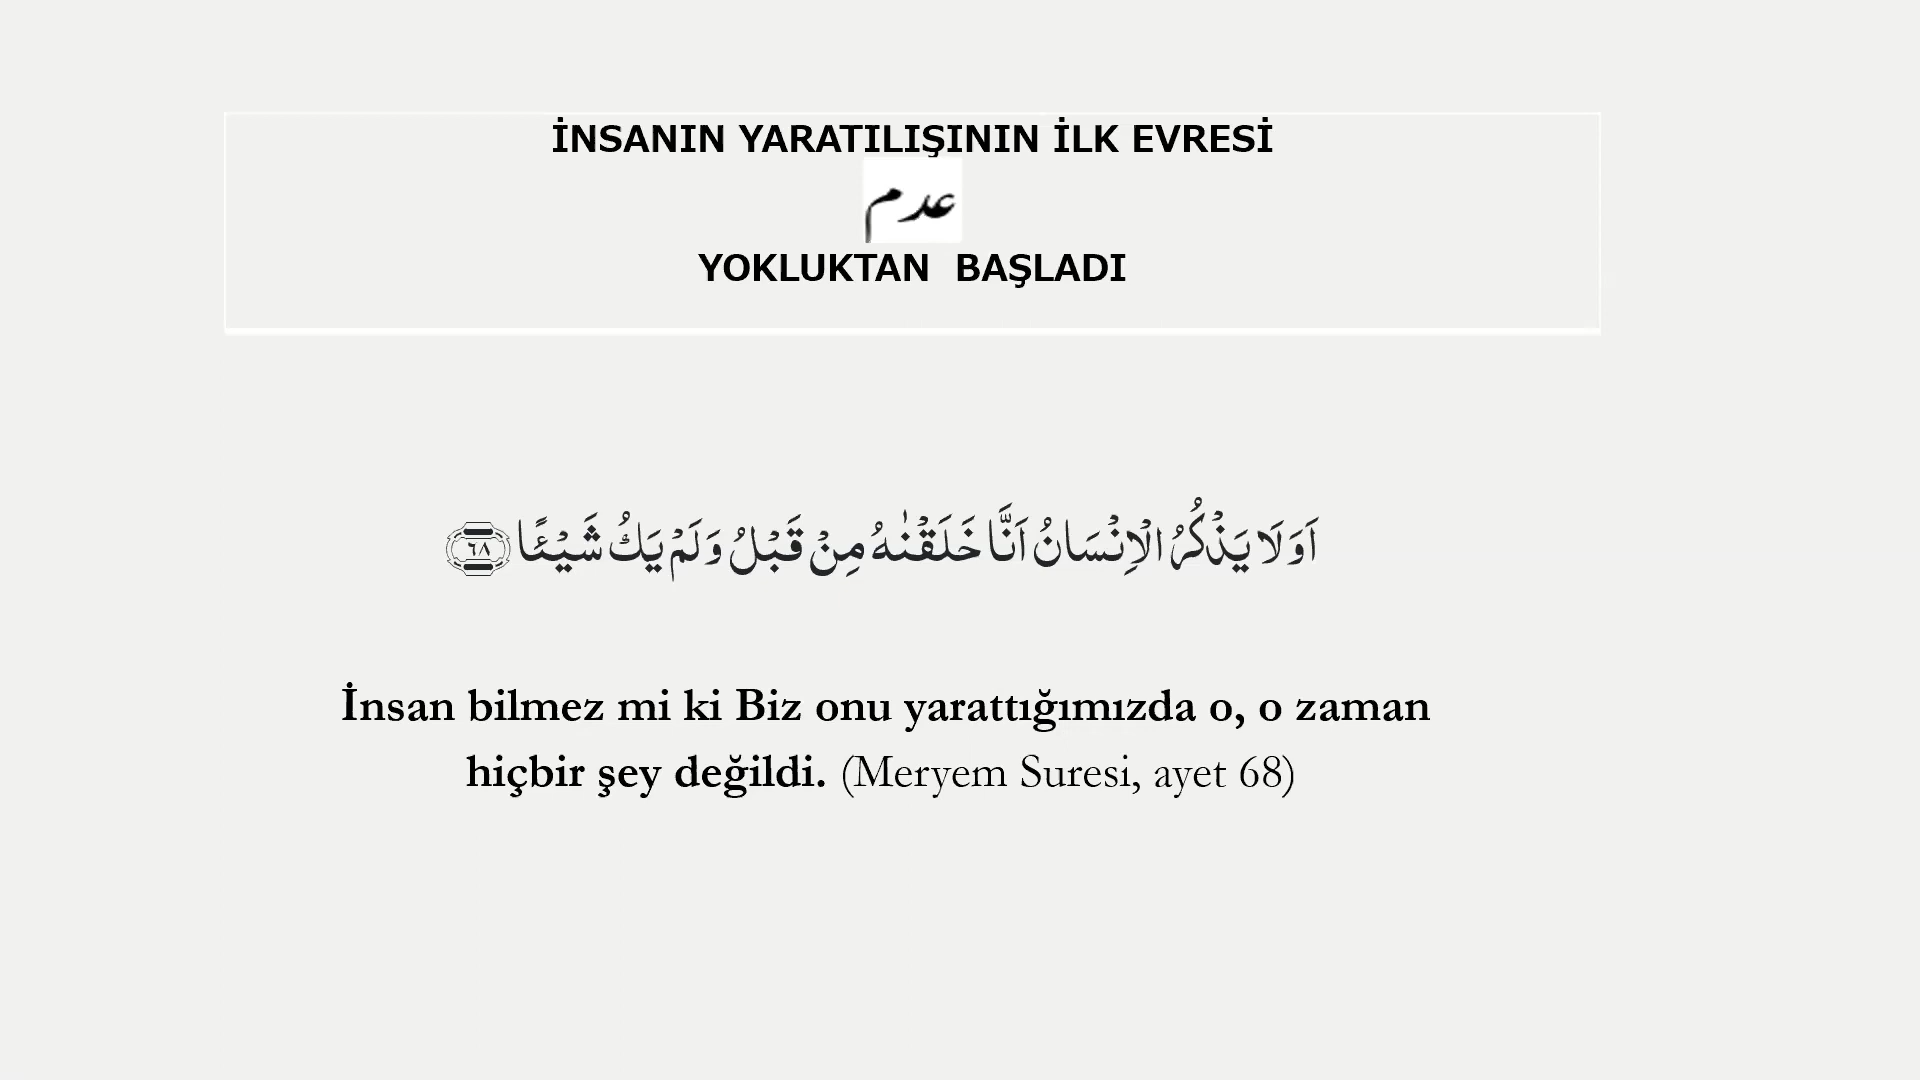 İNSANIN YARATILIŞININ İLK EVRESİ
عدم
YOKLUKTAN BAŞLADI
اَوَلَا يَذْكُرُ الْاِنْسَانُ اَنَّا خَلَقْنٰهُ مِنْ قَبْلُ وَلَمْ يَكُ شَيْـًٔا ﴿٦٨﴾
İnsan bilmez mi ki Biz onu yarattığımızda o, o zaman
hiçbir şey değildi. (Meryem Suresi, ayet 68)